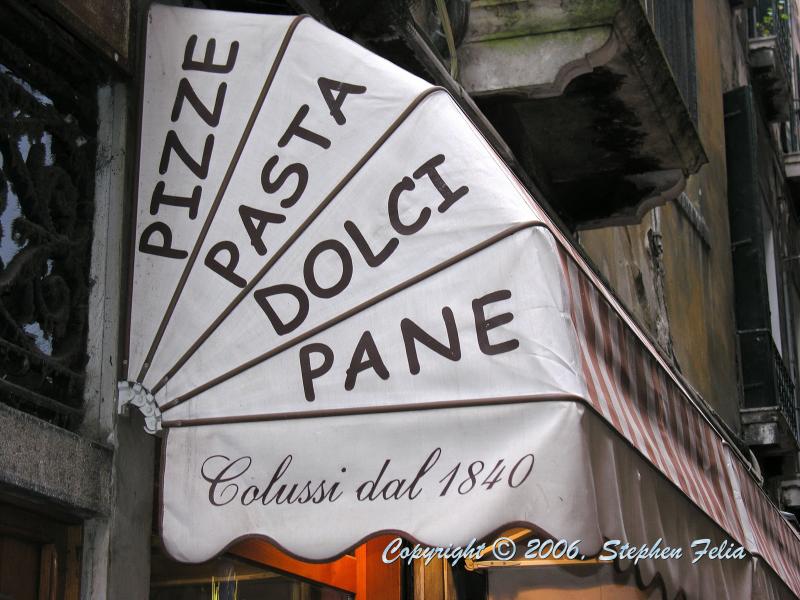 PIZZE
PASTA
DOLCI
PANE
Colussi dal 1840
Copyright © 2006, Stephen Felia